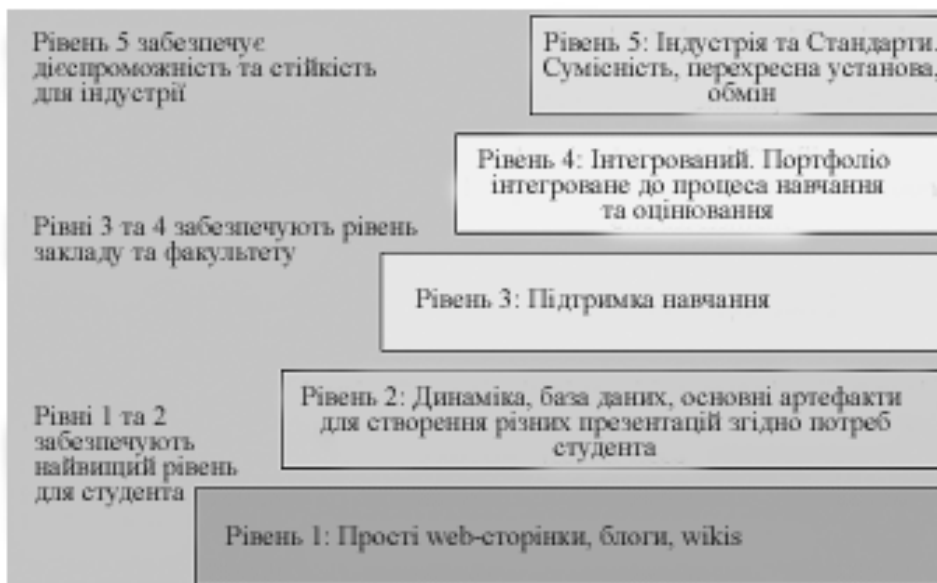 Рівень 5 забезпечує
дієспроможність та стійкість
для індустрії
Рівень 5: Індустрія та Стандарти.
Сумісність, перехресна установа,
обмін
Рівень 4: Інтегрований. Портфоліо
інтегроване до процеса навчання
та оцінювання
Рівні 3 та 4 забезпечують рівень
закладу та факультету
Рівень 3: Підтримка навчання
Рівень 2: Динаміка, база даних, основні артефакти
для створення різних презентацій згідно потреб
студента
Рівні 1 та 2
забезпечують
найвищий рівень
для студента
Рівень 1: Прості web-сторінки, блоги, wikis